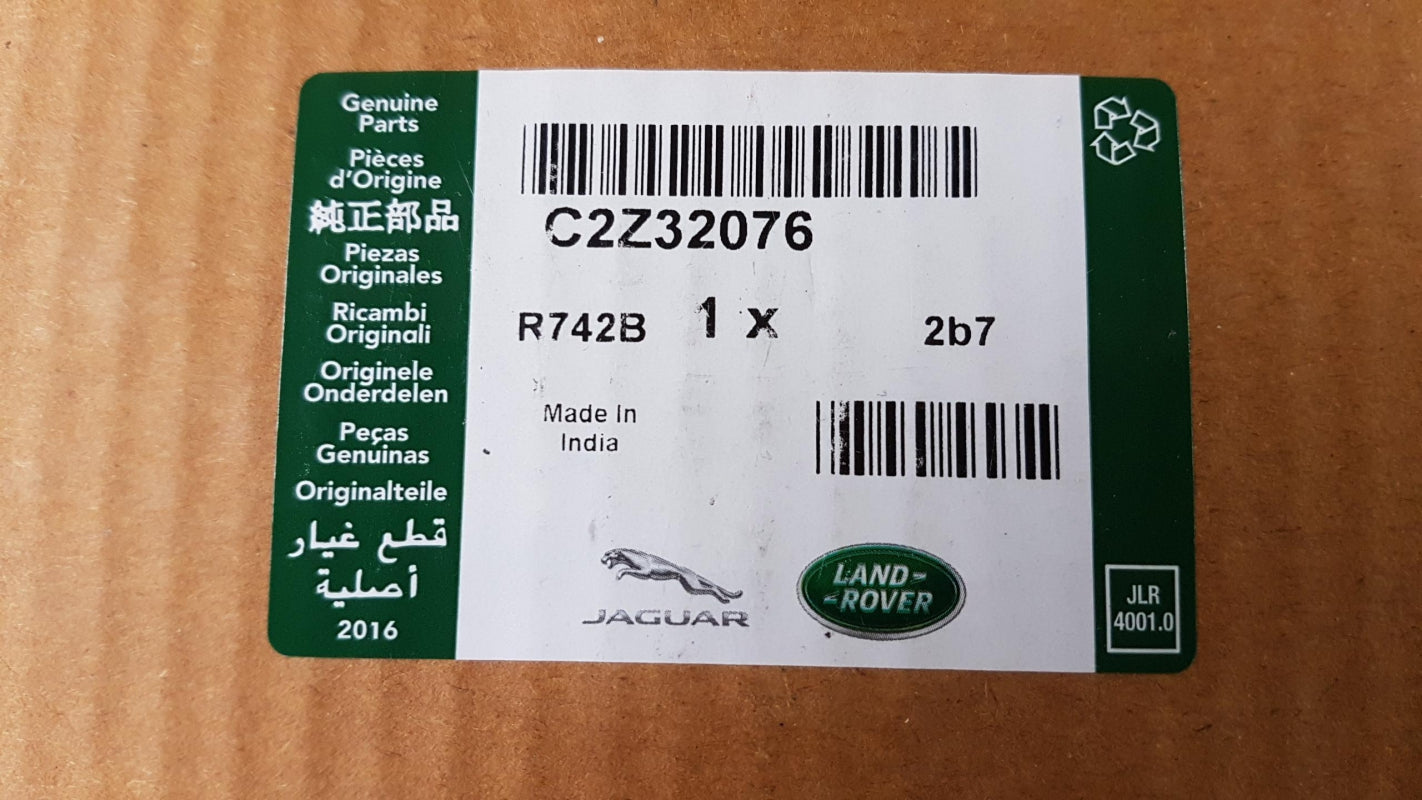 Genuine
Parts
Pièces
d'Origine
純正部品
Piezas
Originales
Ricambi
Originali
Originele
Onderdelen
Peças
Genuinas
Originalteile
قطع غيار
أصلية
2016
C2Z32076
R742B 1 x 2b7
Made In
India
JAGUAR
LAND-
-ROVER
JLR
4001.0